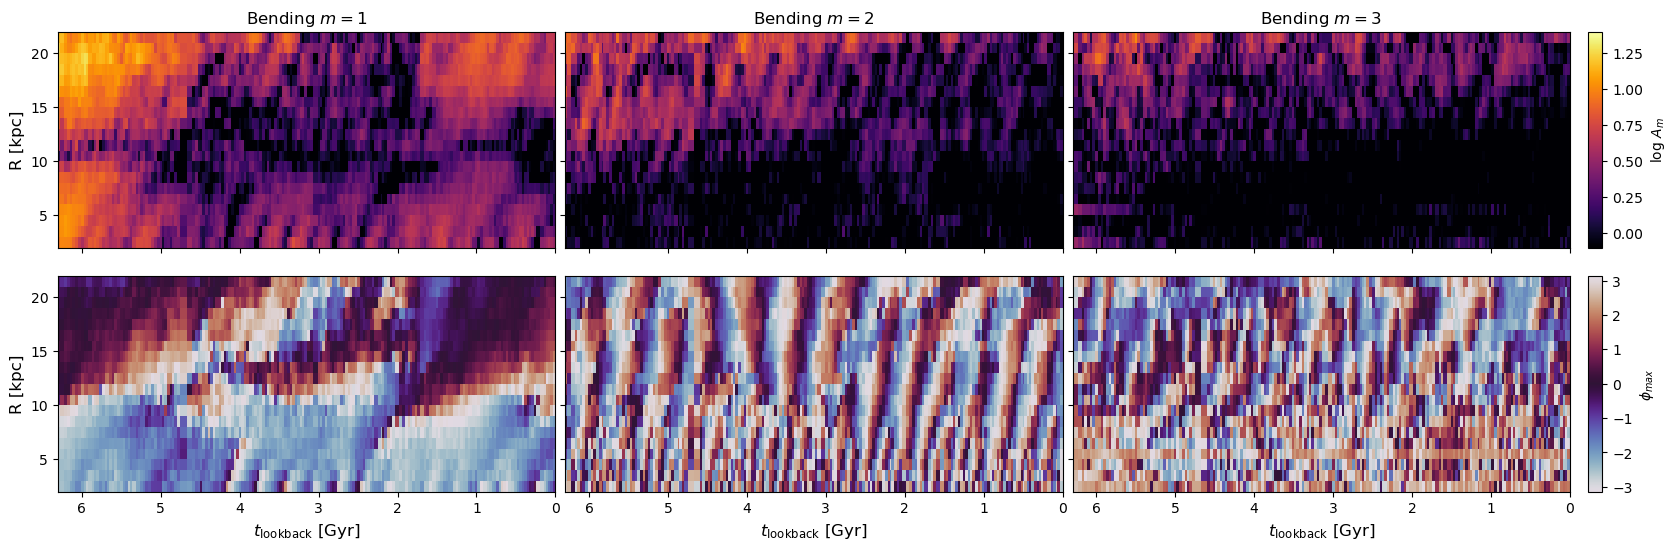 Bending m = 1 Bending m = 2 Bending m = 3
R [kpc] 20 15 10 5
6 5 4 3 2 1 0
6 5 4 3 2 1 0
6 5 4 3 2 1 0
1.25 1.00 0.75 0.50 0.25 0.00 log A_m
R [kpc] 20 15 10 5
3 2 1 0 −1 −2 −3 ϕ_max
t_lookback [Gyr] t_lookback [Gyr] t_lookback [Gyr]